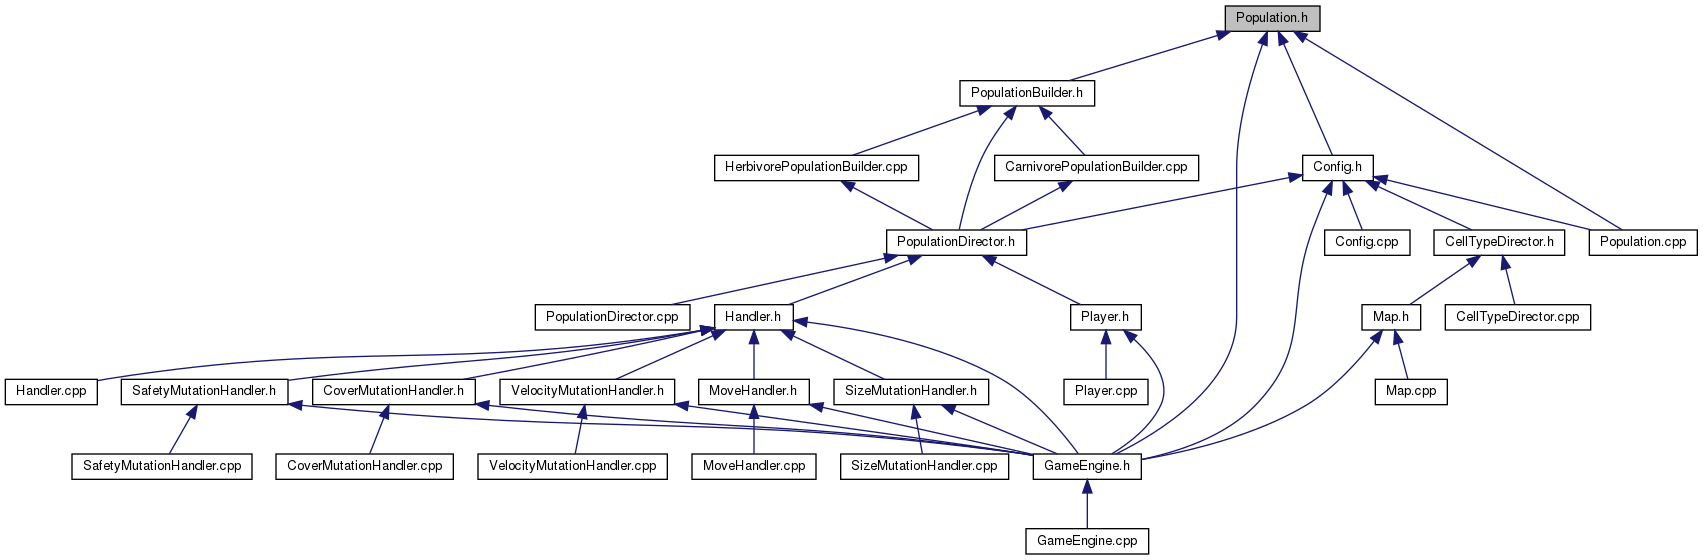 Population.h
PopulationBuilder.h
HerbivorePopulationBuilder.cpp
CarnivorePopulationBuilder.cpp
Config.h
PopulationDirector.h
Config.cpp
CellTypeDirector.h
Population.cpp
PopulationDirector.cpp
Handler.h
Player.h
Map.h
CellTypeDirector.cpp
Handler.cpp
SafetyMutationHandler.h
CoverMutationHandler.h
VelocityMutationHandler.h
MoveHandler.h
SizeMutationHandler.h
Player.cpp
Map.cpp
SafetyMutationHandler.cpp
CoverMutationHandler.cpp
VelocityMutationHandler.cpp
MoveHandler.cpp
SizeMutationHandler.cpp
GameEngine.h
GameEngine.cpp